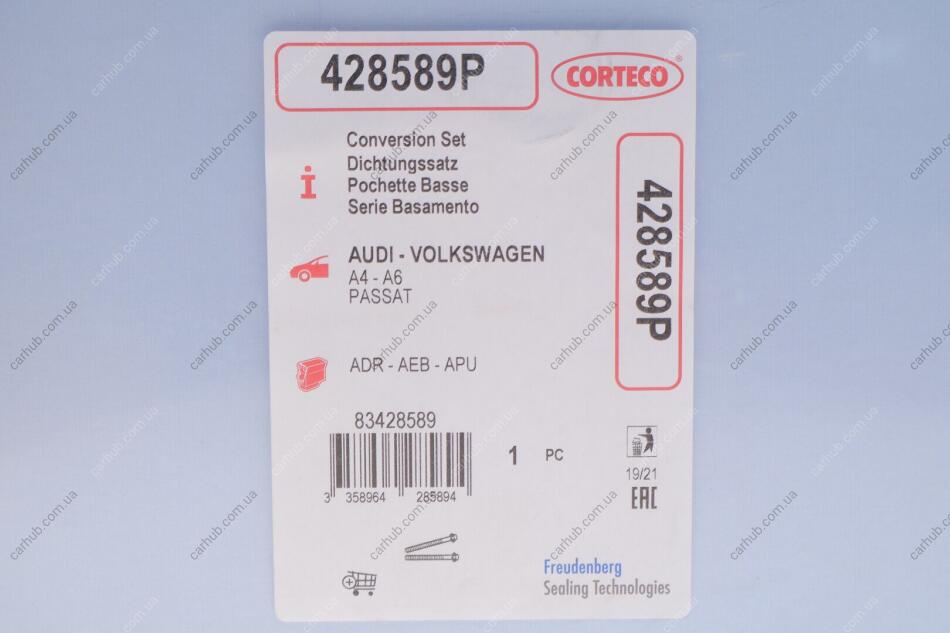 428589P
CORTECO
Conversion Set
Dichtungssatz
Pochette Basse
Serie Basamento
428589P
AUDI - VOLKSWAGEN
A4 - A6
PASSAT
ADR - AEB - APU
83428589
3 358964 285894
1 PC
19/21
EAC
Freudenberg
Sealing Technologies
carhub.com.ua